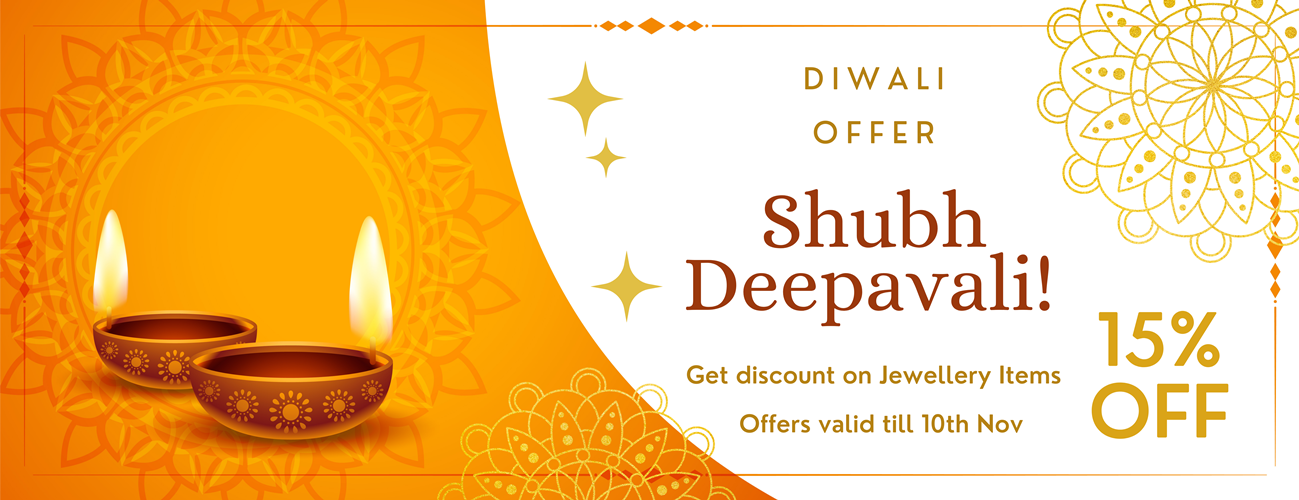 DIWALI
OFFER
Shubh
Deepavali!
Get discount on Jewellery Items
Offers valid till 10th Nov
15%
OFF